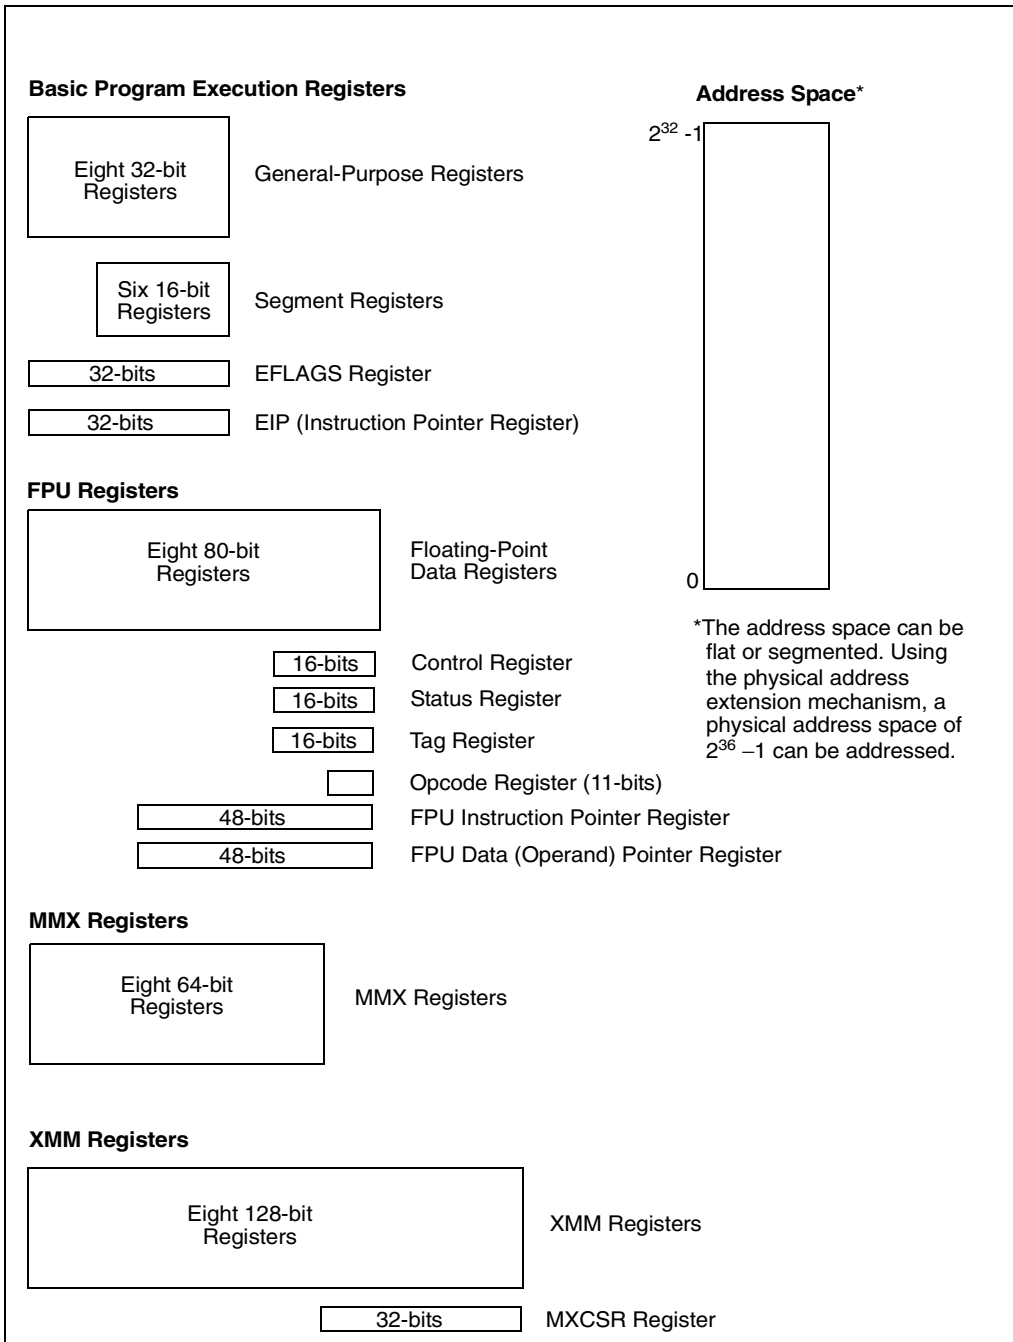 Basic Program Execution Registers
Address Space*
2^32 -1
Eight 32-bit
Registers
General-Purpose Registers
Six 16-bit
Registers
Segment Registers
32-bits
EFLAGS Register
32-bits
EIP (Instruction Pointer Register)
FPU Registers
Eight 80-bit
Registers
Floating-Point
Data Registers
0
*The address space can be
flat or segmented. Using
the physical address
extension mechanism, a
physical address space of
2^36 –1 can be addressed.
16-bits
Control Register
16-bits
Status Register
16-bits
Tag Register
Opcode Register (11-bits)
48-bits
FPU Instruction Pointer Register
48-bits
FPU Data (Operand) Pointer Register
MMX Registers
Eight 64-bit
Registers
MMX Registers
XMM Registers
Eight 128-bit
Registers
XMM Registers
32-bits
MXCSR Register